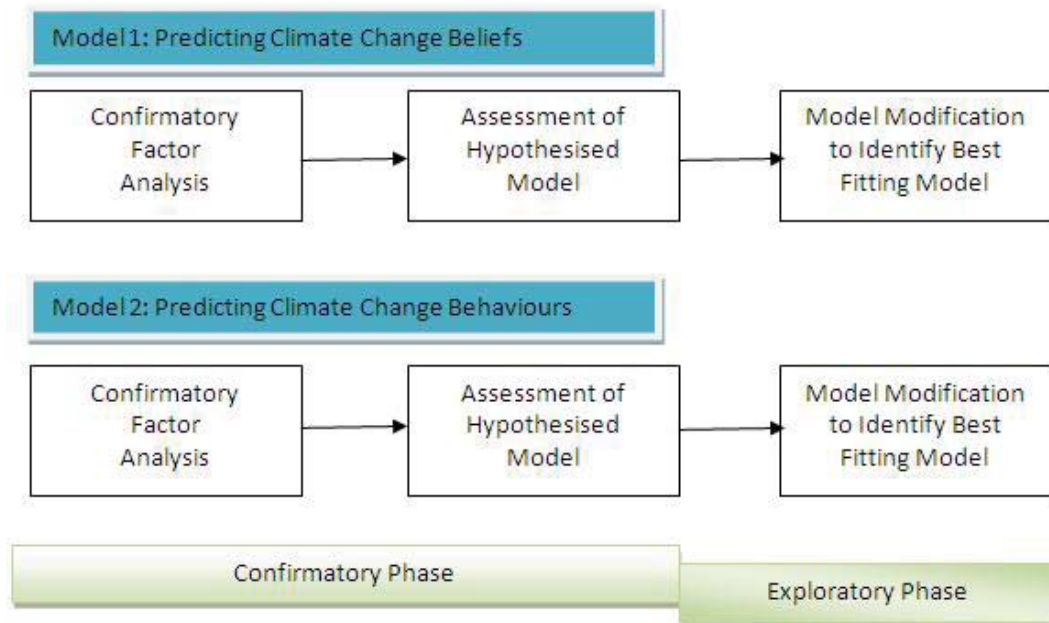 Model 1: Predicting Climate Change Beliefs
Confirmatory
Factor
Analysis
Assessment of
Hypothesised
Model
Model Modification
to Identify Best
Fitting Model
Model 2: Predicting Climate Change Behaviours
Confirmatory
Factor
Analysis
Assessment of
Hypothesised
Model
Model Modification
to Identify Best
Fitting Model
Confirmatory Phase
Exploratory Phase